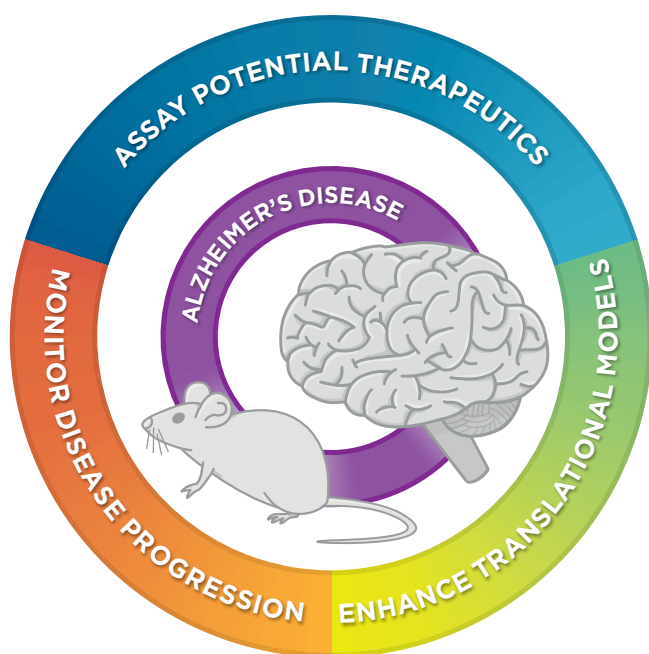 ASSAY POTENTIAL THERAPEUTICS
ALZHEIMER'S DISEASE
MONITOR DISEASE PROGRESSION
ENHANCE TRANSLATIONAL MODELS